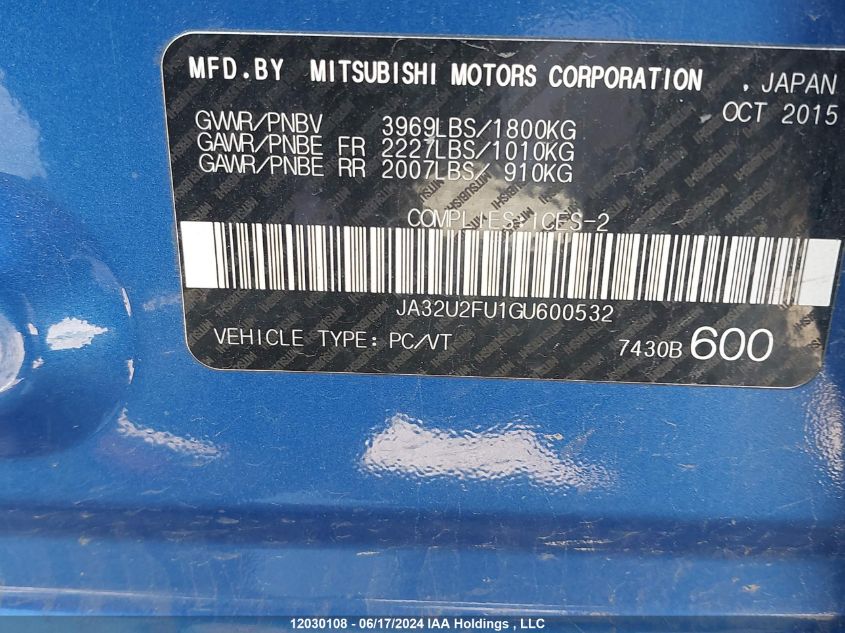 MFD.BY MITSUBISHI MOTORS CORPORATION , JAPAN
OCT 2015
GVWR/PNBV 3969LBS/1800KG
GAWR/PNBE FR 2227LBS/1010KG
GAWR/PNBE RR 2007LBS/ 910KG
COMPLIES ICES-2
JA32U2FU1GU600532
VEHICLE TYPE: PC/VT 7430B 600
12030108 - 06/17/2024 IAA Holdings , LLC